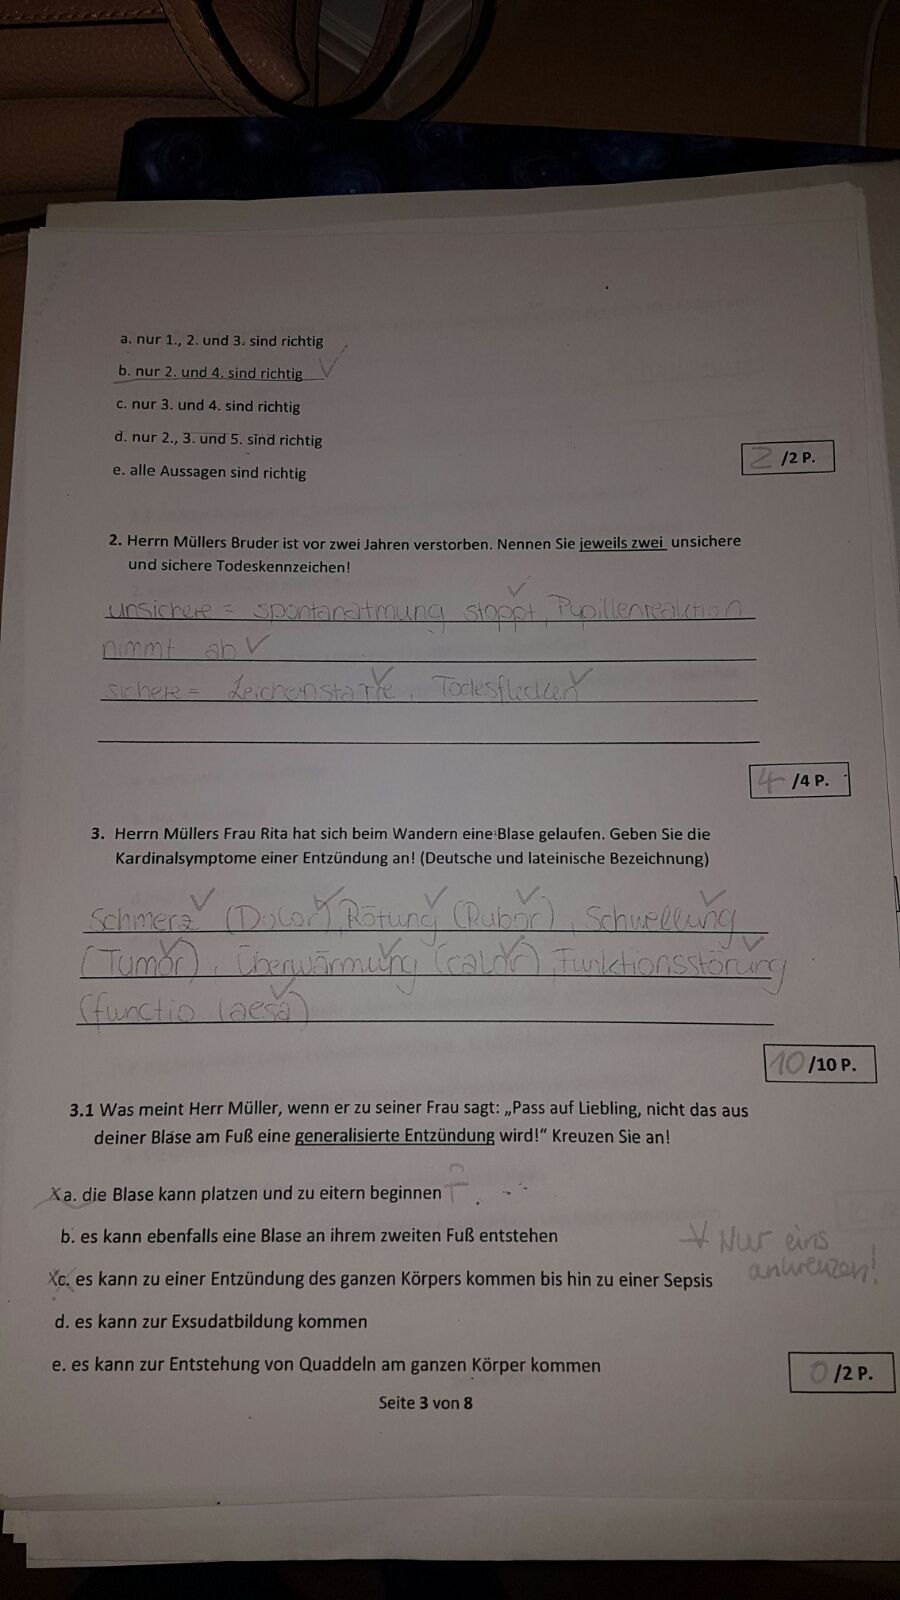 a. nur 1., 2. und 3. sind richtig
b. nur 2. und 4. sind richtig
c. nur 3. und 4. sind richtig
d. nur 2., 3. und 5. sind richtig
e. alle Aussagen sind richtig
2 /2 P.
2. Herrn Müllers Bruder ist vor zwei Jahren verstorben. Nennen Sie jeweils zwei unsichere
und sichere Todeskennzeichen!
unsichere = spontanatmung stoppt, Pupillenreaktion
nimmt ab
sichere = Leichenstarre, Todesflecken
4 /4 P.
3. Herrn Müllers Frau Rita hat sich beim Wandern eine Blase gelaufen. Geben Sie die
Kardinalsymptome einer Entzündung an! (Deutsche und lateinische Bezeichnung)
Schmerz (Dolor), Rötung (Rubor), Schwellung
(Tumor), Überwärmung (calor), Funktionsstörung
(functio laesa)
10 /10 P.
3.1 Was meint Herr Müller, wenn er zu seiner Frau sagt: „Pass auf Liebling, nicht das aus
deiner Blase am Fuß eine generalisierte Entzündung wird!“ Kreuzen Sie an!
x a. die Blase kann platzen und zu eitern beginnen F
b. es kann ebenfalls eine Blase an ihrem zweiten Fuß entstehen
Nur eins
ankreuzen!
x c. es kann zu einer Entzündung des ganzen Körpers kommen bis hin zu einer Sepsis
d. es kann zur Exsudatbildung kommen
e. es kann zur Entstehung von Quaddeln am ganzen Körper kommen
0 /2 P.
Seite 3 von 8